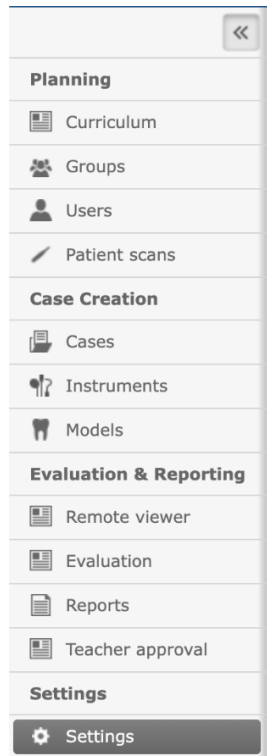 Planning
Curriculum
Groups
Users
Patient scans
Case Creation
Cases
Instruments
Models
Evaluation & Reporting
Remote viewer
Evaluation
Reports
Teacher approval
Settings
Settings